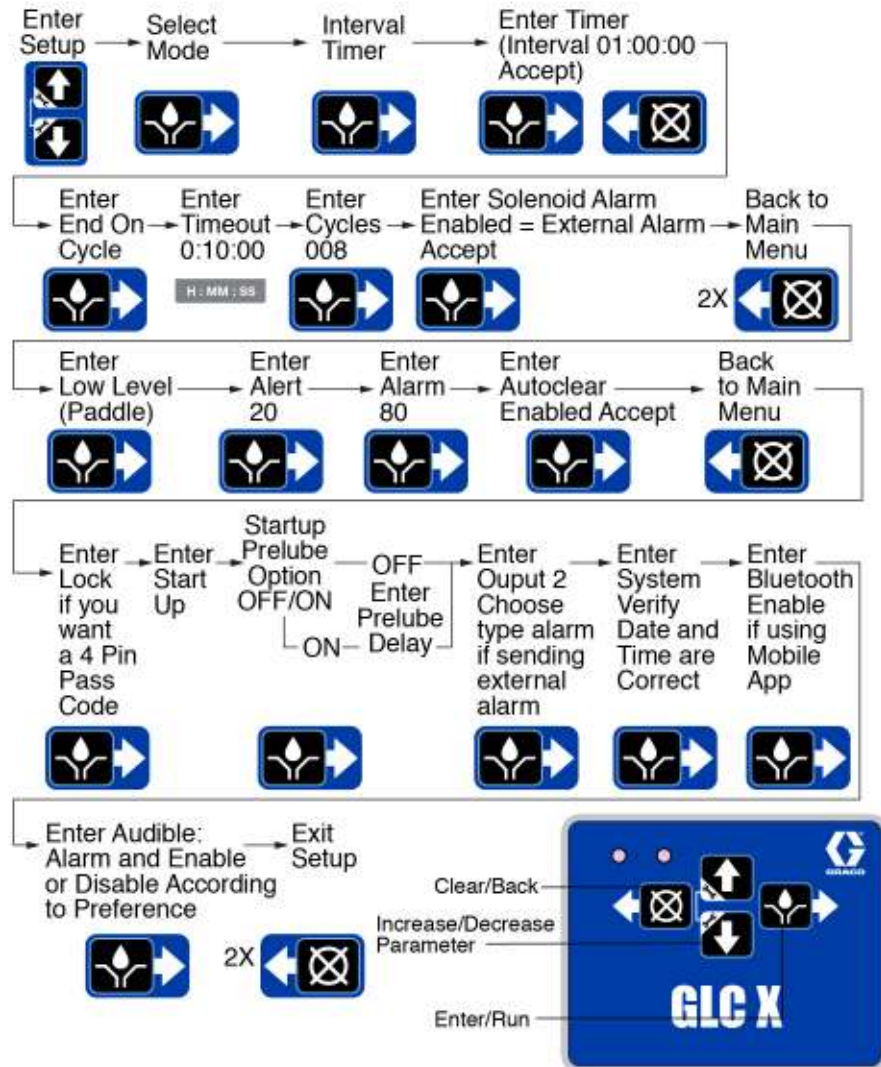 Enter
Setup
Select
Mode
Interval
Timer
Enter Timer
(Interval 01:00:00
Accept)
Enter
End On
Cycle
Enter
Timeout
0:10:00
H : MM : SS
Enter
Cycles
008
Enter Solenoid Alarm
Enabled = External Alarm
Accept
Back to
Main
Menu
2X
Enter
Low Level
(Paddle)
Enter
Alert
20
Enter
Alarm
80
Enter
Autoclear
Enabled Accept
Back
to Main
Menu
Enter
Lock
if you
want
a 4 Pin
Pass
Code
Enter
Start
Up
Startup
Prelube
Option
OFF/ON
OFF
ON
Enter
Prelube
Delay
Enter
Ouput 2
Choose
type alarm
if sending
external
alarm
Enter
System
Verify
Date and
Time are
Correct
Enter
Bluetooth
Enable
if using
Mobile
App
Enter Audible:
Alarm and Enable
or Disable According
to Preference
Exit
Setup
2X
Clear/Back
Increase/Decrease
Parameter
Enter/Run
GRACO
GLC X